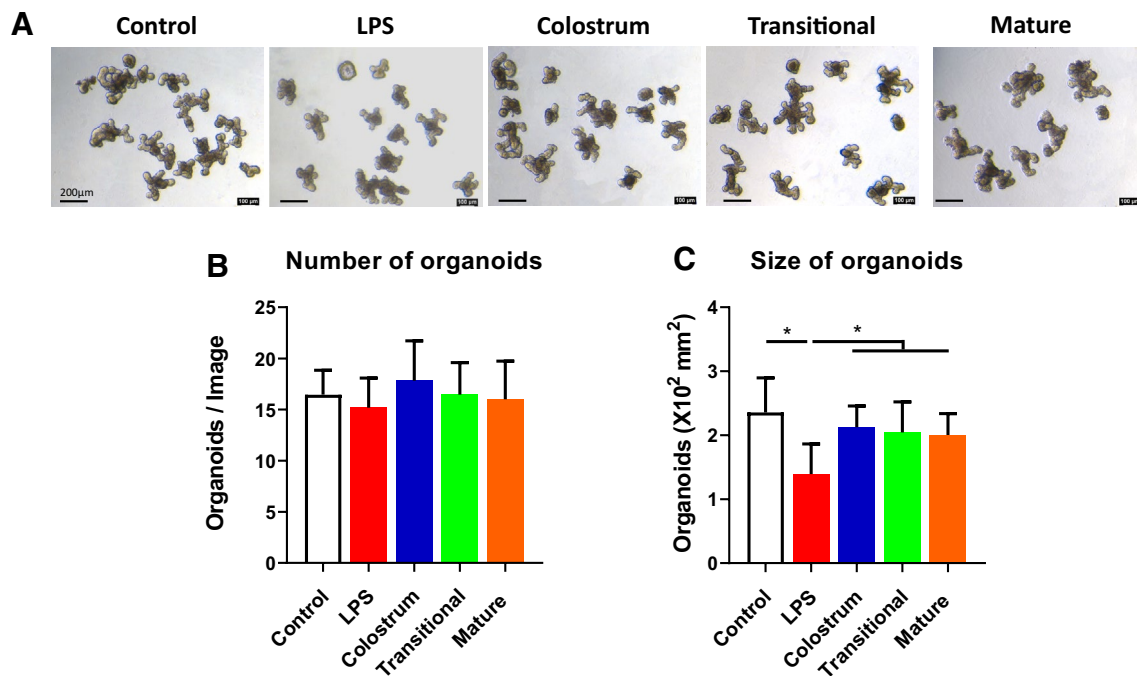 A
Control
LPS
Colostrum
Transitional
Mature
200μm
100 μm
100 μm
100 μm
100 μm
100 μm
B
Number of organoids
Organoids / Image
25
20
15
10
5
0
Control
LPS
Colostrum
Transitional
Mature
C
Size of organoids
Organoids (X10² mm²)
4
3
2
1
0
*
*
Control
LPS
Colostrum
Transitional
Mature